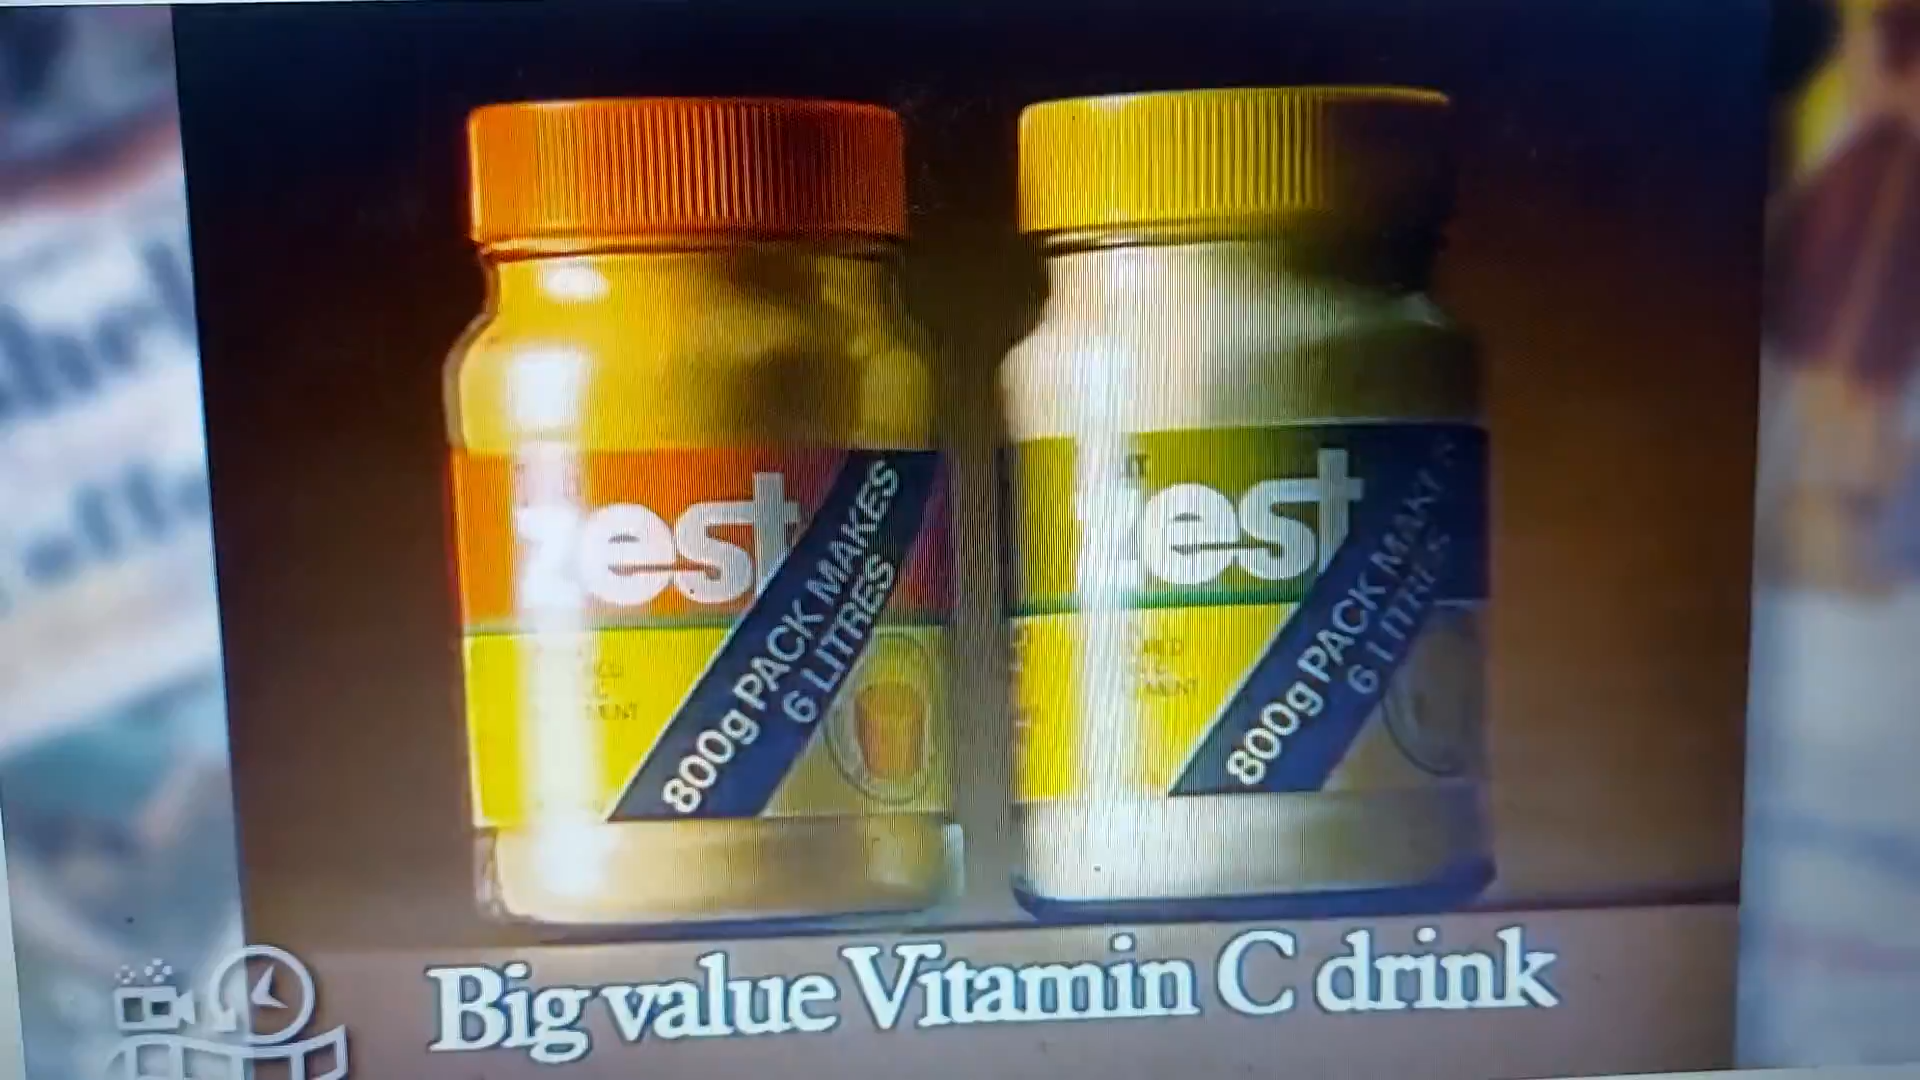 zest
800g PACK MAKES
6 LITRES
zest
800g PACK MAKES
6 LITRES
Big value Vitamin C drink